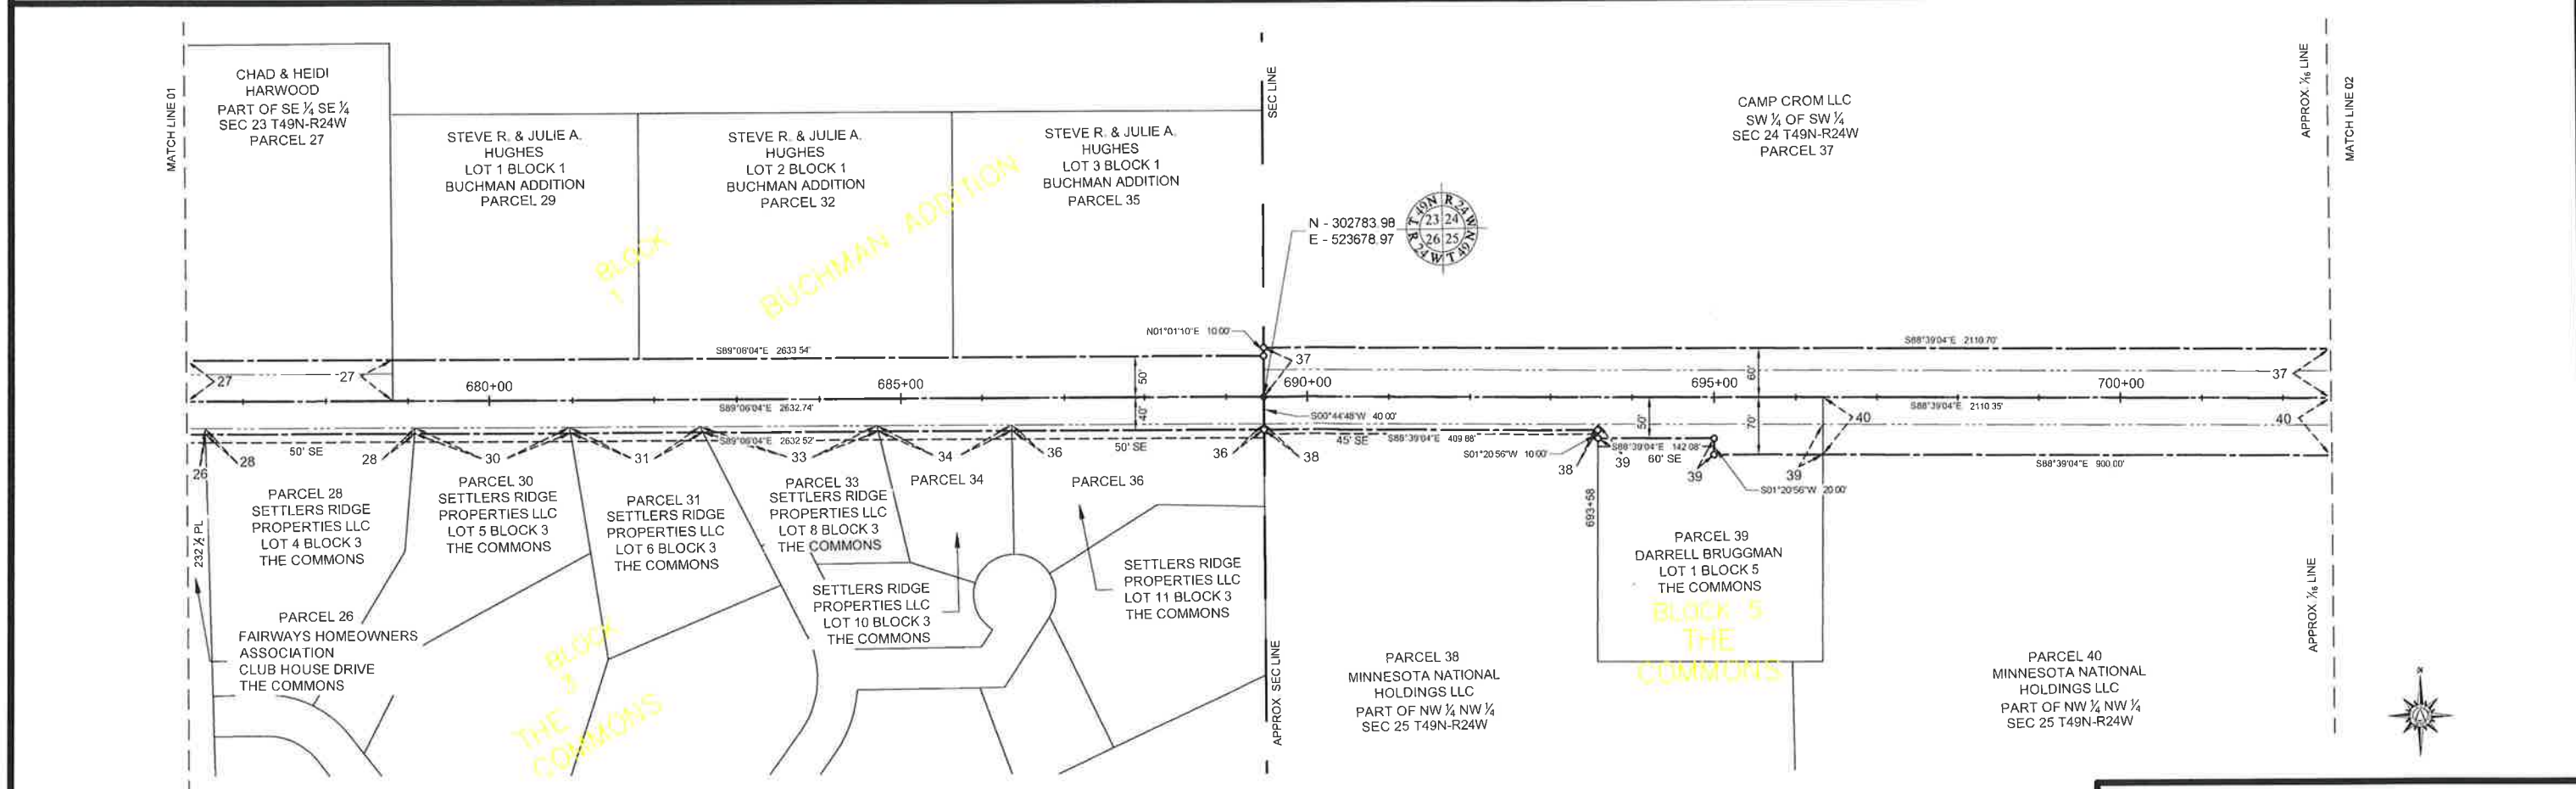 MATCH LINE 01
CHAD & HEIDI
HARWOOD
PART OF SE ¼ SE ¼
SEC 23 T49N-R24W
PARCEL 27
STEVE R. & JULIE A.
HUGHES
LOT 1 BLOCK 1
BUCHMAN ADDITION
PARCEL 29
STEVE R. & JULIE A.
HUGHES
LOT 2 BLOCK 1
BUCHMAN ADDITION
PARCEL 32
STEVE R. & JULIE A.
HUGHES
LOT 3 BLOCK 1
BUCHMAN ADDITION
PARCEL 35
BLOCK
1
BUCHMAN ADDITION
SEC LINE
N - 302783.98
E - 523678.97
T 49N R 24W
23 24
26 25
R 24W T 49N
CAMP CROM LLC
SW ¼ OF SW ¼
SEC 24 T49N-R24W
PARCEL 37
APPROX. 1/16 LINE
MATCH LINE 02
N01°01'10"E 10.00'
S89°08'04"E 2633.54'
S88°39'04"E 2110.70'
27
27
37
37
680+00
685+00
690+00
695+00
700+00
50'
40'
60'
50'
70'
S89°06'04"E 2632.74'
S00°44'48"W 40.00'
S88°39'04"E 2110.35'
40
40
S89°06'04"E 2632.52'
50' SE
50' SE
45' SE
S88°39'04"E 409.88'
S01°20'56"W 10.00'
S88°39'04"E 142.08'
60' SE
S88°39'04"E 900.00'
S01°20'56"W 20.00'
26
28
28
30
31
33
34
36
36
38
38
39
39
39
693+58
232 ½ PL
PARCEL 28
SETTLERS RIDGE
PROPERTIES LLC
LOT 4 BLOCK 3
THE COMMONS
PARCEL 30
SETTLERS RIDGE
PROPERTIES LLC
LOT 5 BLOCK 3
THE COMMONS
PARCEL 31
SETTLERS RIDGE
PROPERTIES LLC
LOT 6 BLOCK 3
THE COMMONS
PARCEL 33
SETTLERS RIDGE
PROPERTIES LLC
LOT 8 BLOCK 3
THE COMMONS
PARCEL 34
SETTLERS RIDGE
PROPERTIES LLC
LOT 10 BLOCK 3
THE COMMONS
PARCEL 36
SETTLERS RIDGE
PROPERTIES LLC
LOT 11 BLOCK 3
THE COMMONS
PARCEL 26
FAIRWAYS HOMEOWNERS
ASSOCIATION
CLUB HOUSE DRIVE
THE COMMONS
BLOCK
3
THE
COMMONS
APPROX SEC LINE
PARCEL 38
MINNESOTA NATIONAL
HOLDINGS LLC
PART OF NW ¼ NW ¼
SEC 25 T49N-R24W
PARCEL 39
DARRELL BRUGGMAN
LOT 1 BLOCK 5
THE COMMONS
BLOCK 5
THE
COMMONS
PARCEL 40
MINNESOTA NATIONAL
HOLDINGS LLC
PART OF NW ¼ NW ¼
SEC 25 T49N-R24W
APPROX. 1/16 LINE